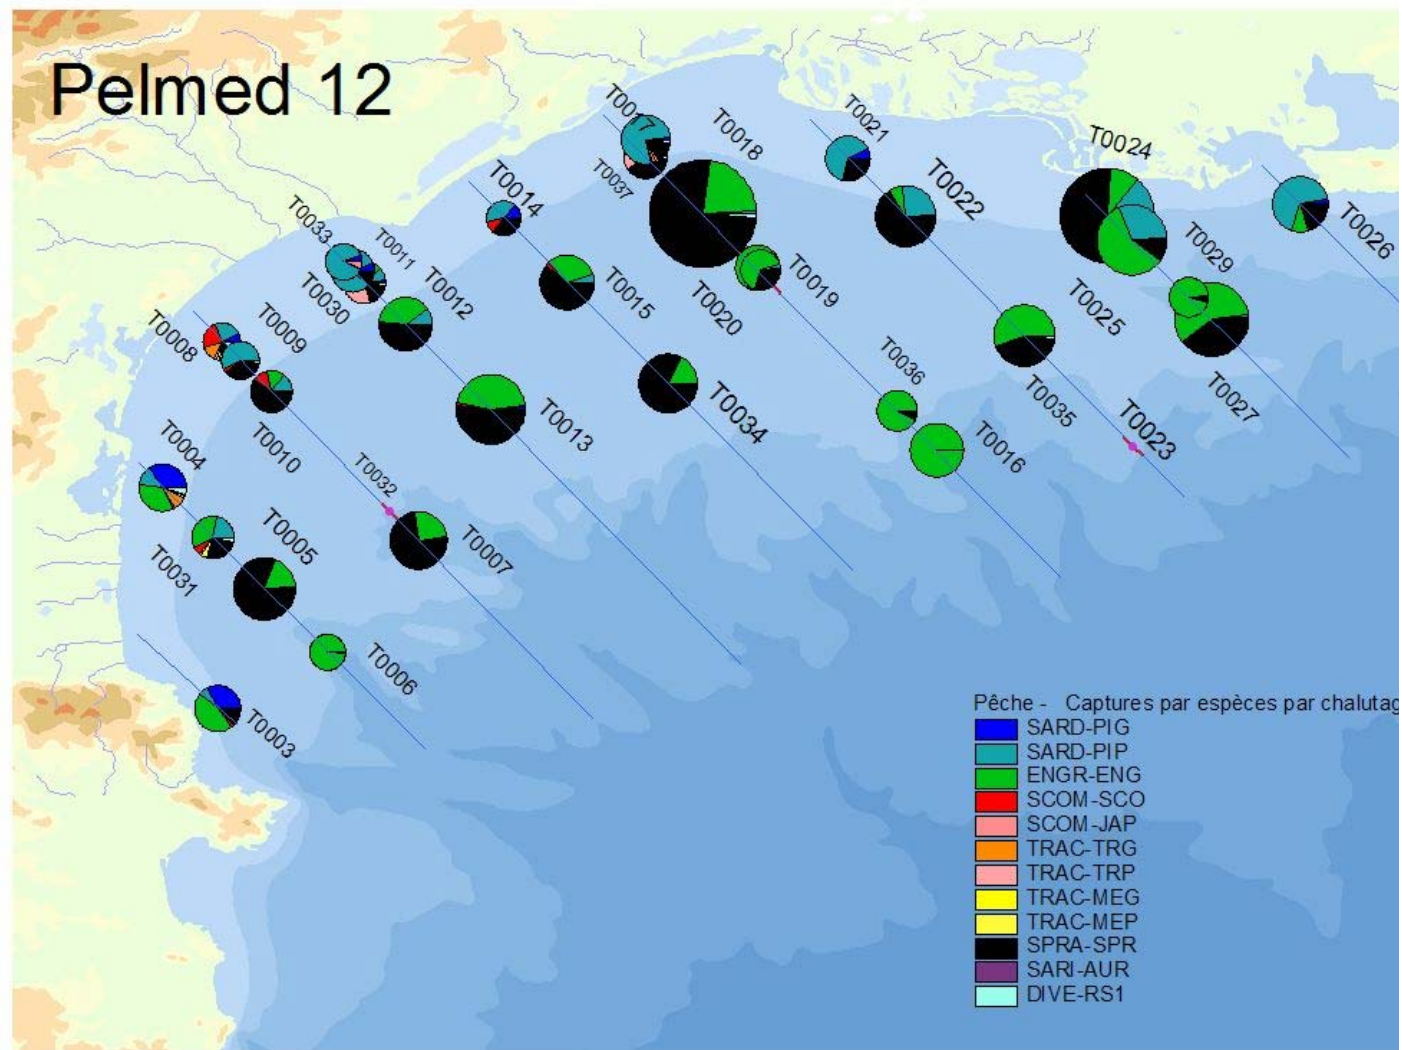 Pelmed 12
T0017
T0018
T0021
T0024
T0014
T0037
T0022
T0026
T0033
T0011
T0029
T0012
T0015
T0020
T0019
T0025
T0030
T0008
T0009
T0036
T0035
T0027
T0023
T0013
T0034
T0016
T0004
T0010
T0032
T0005
T0007
T0031
T0006
T0003
Pêche - Captures par espèces par chalutag
SARD-PIG
SARD-PIP
ENGR-ENG
SCOM-SCO
SCOM-JAP
TRAC-TRG
TRAC-TRP
TRAC-MEG
TRAC-MEP
SPRA-SPR
SARI-AUR
DIVE-RS1